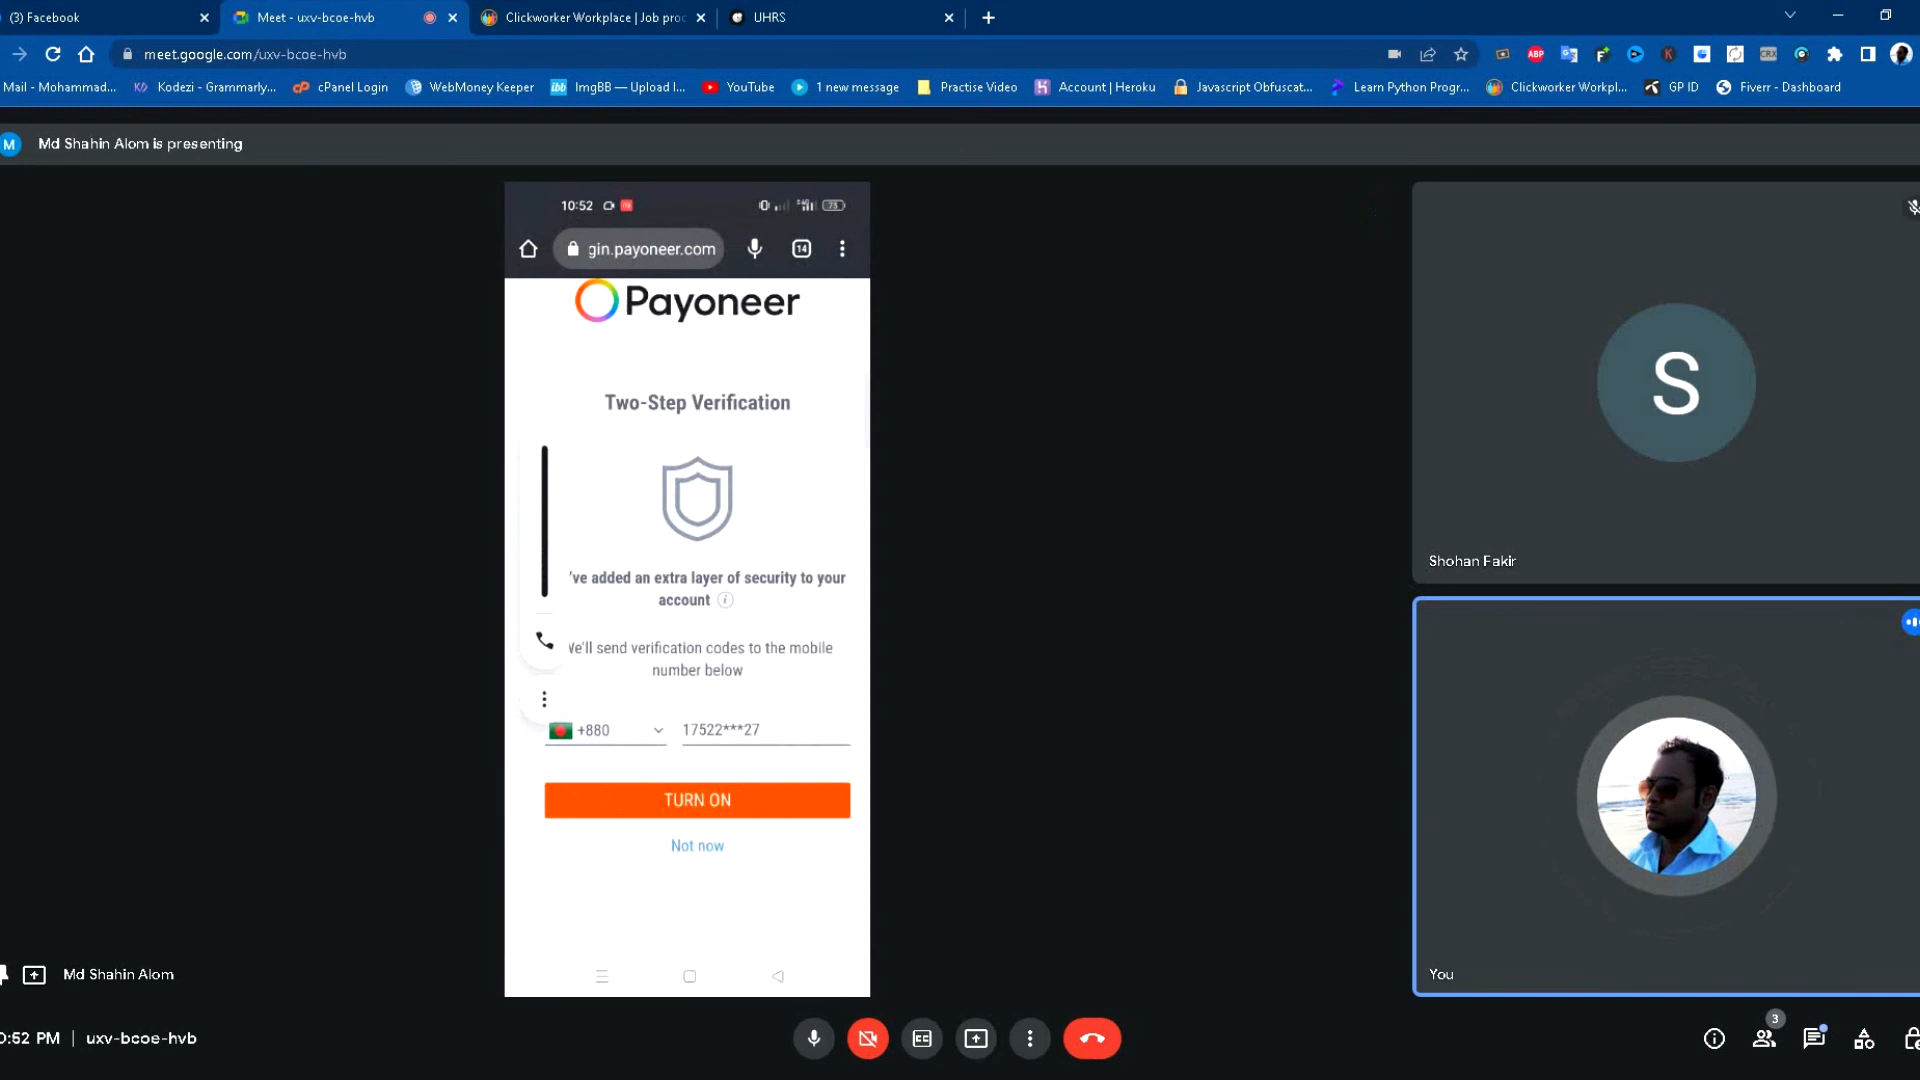 (3) Facebook
Meet - uxv-bcoe-hvb
Clickworker Workplace | Job proc
UHRS
meet.google.com/uxv-bcoe-hvb
ABP
CRX
Mail - Mohammad...
Kodezi - Grammarly...
cPanel Login
WebMoney Keeper
ImgBB — Upload I...
YouTube
1 new message
Practise Video
Account | Heroku
Javascript Obfuscat...
Learn Python Progr...
Clickworker Workpl...
GP ID
Fiverr - Dashboard
M
Md Shahin Alom is presenting
10:52
73
gin.payoneer.com
14
Payoneer
Two-Step Verification
've added an extra layer of security to your
account
We'll send verification codes to the mobile
number below
+880
17522***27
TURN ON
Not now
S
Shohan Fakir
You
Md Shahin Alom
0:52 PM | uxv-bcoe-hvb
3